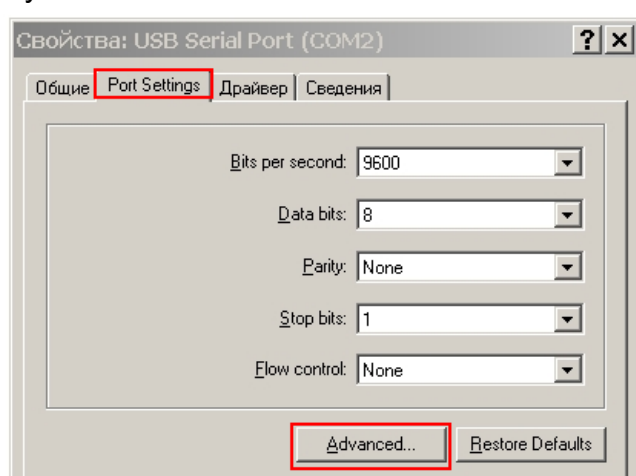 Свойства: USB Serial Port (COM2) ? ×
Общие Port Settings Драйвер Сведения
Bits per second: 9600
Data bits: 8
Parity: None
Stop bits: 1
Flow control: None
Advanced... Restore Defaults